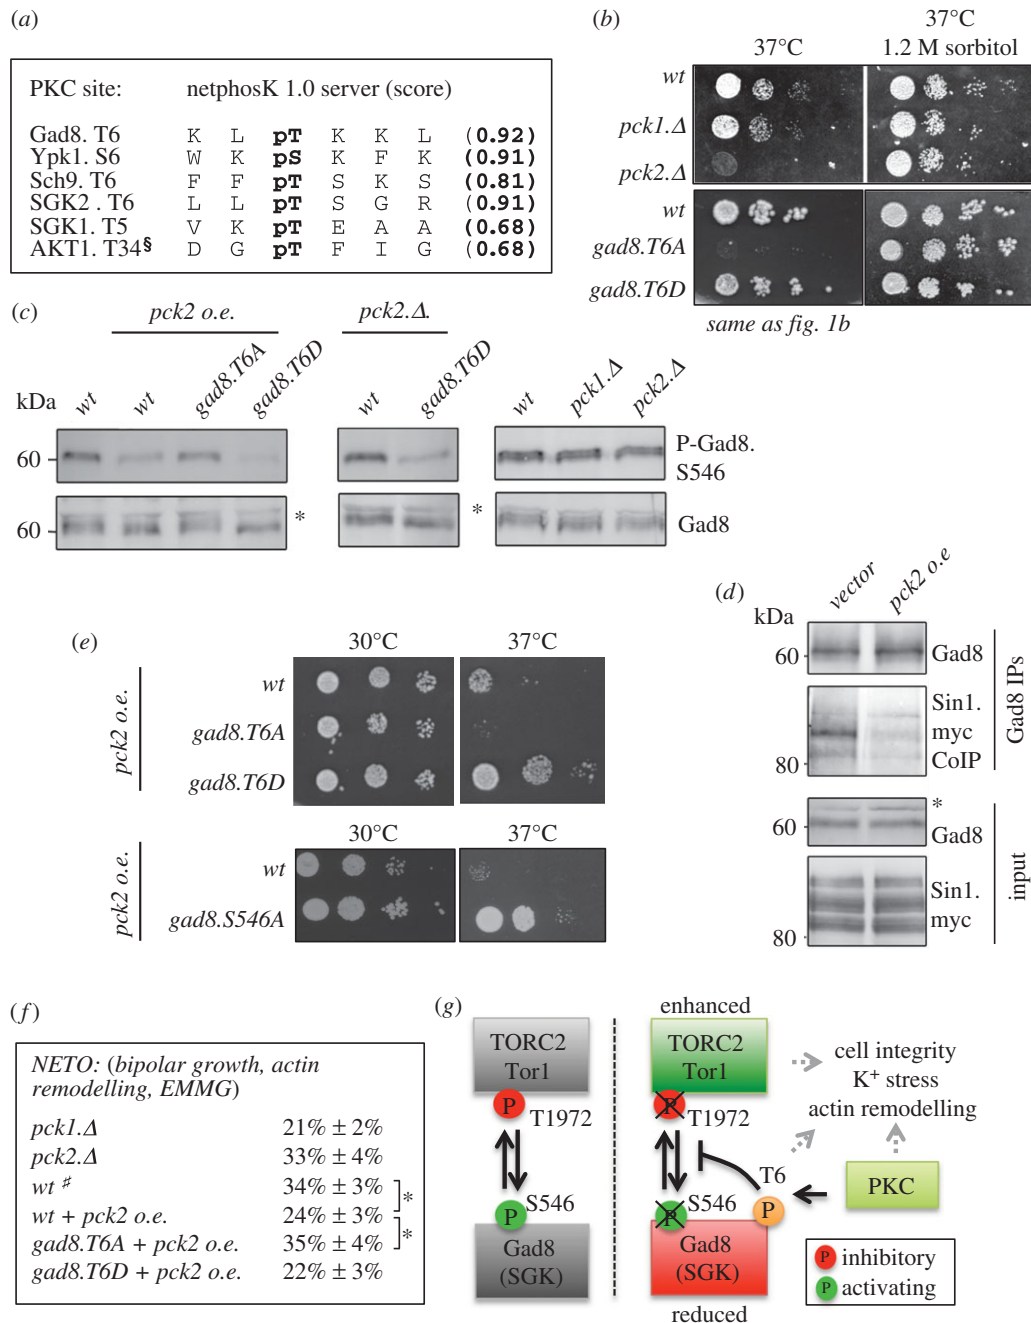 (a)
PKC site: netphosK 1.0 server (score)
Gad8. T6 K L pT K K L (0.92)
Ypk1. S6 W K pS K F K (0.91)
Sch9. T6 F F pT S K S (0.81)
SGK2 . T6 L L pT S G R (0.91)
SGK1. T5 V K pT E A A (0.68)
AKT1. T34§ D G pT F I G (0.68)
(b)
37°C
37°C
1.2 M sorbitol
wt
pck1.Δ
pck2.Δ
wt
gad8.T6A
gad8.T6D
same as fig. 1b
(c)
pck2 o.e.
pck2.Δ.
kDa
wt
wt
gad8.T6A
gad8.T6D
wt
gad8.T6D
wt
pck1.Δ
pck2.Δ
60
P-Gad8.
S546
60
*
*
Gad8
(d)
kDa
vector
pck2 o.e
60
Gad8
Sin1.
myc
CoIP
80
Gad8 IPs
*
60
Gad8
Sin1.
myc
80
input
(e)
30°C 37°C
pck2 o.e.
wt
gad8.T6A
gad8.T6D
30°C 37°C
pck2 o.e.
wt
gad8.S546A
(f)
NETO: (bipolar growth, actin
remodelling, EMMG)
pck1.Δ 21% ± 2%
pck2.Δ 33% ± 4%
wt ♯ 34% ± 3%
*
wt + pck2 o.e. 24% ± 3%
*
gad8.T6A + pck2 o.e. 35% ± 4%
gad8.T6D + pck2 o.e. 22% ± 3%
(g)
TORC2
Tor1
P
T1972
P
S546
Gad8
(SGK)
enhanced
TORC2
Tor1
P
T1972
P
S546
T6
P
Gad8
(SGK)
reduced
PKC
cell integrity
K+ stress
actin remodelling
P inhibitory
P activating